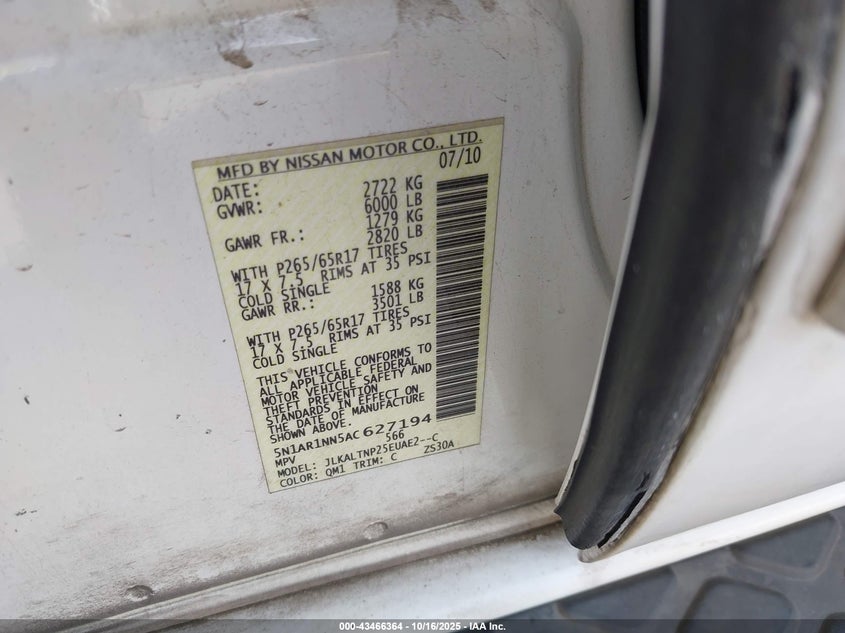 MFD BY NISSAN MOTOR CO., LTD.
DATE: 07/10
GVWR: 2722 KG
6000 LB
GAWR FR.: 1279 KG
2820 LB
WITH P265/65R17 TIRES
17 X 7.5 RIMS AT 35 PSI
COLD SINGLE
GAWR RR.: 1588 KG
3501 LB
WITH P265/65R17 TIRES
17 X 7.5 RIMS AT 35 PSI
COLD SINGLE
THIS VEHICLE CONFORMS TO
ALL APPLICABLE FEDERAL
MOTOR VEHICLE SAFETY AND
THEFT PREVENTION
STANDARDS IN EFFECT ON
THE DATE OF MANUFACTURE
SHOWN ABOVE.
5N1AR1NN5AC627194
MPV 566
MODEL: JLKALTNP25EUAE2--C
COLOR: QM1 TRIM: C ZS30A
000-43466364 - 10/16/2025 - IAA Inc.